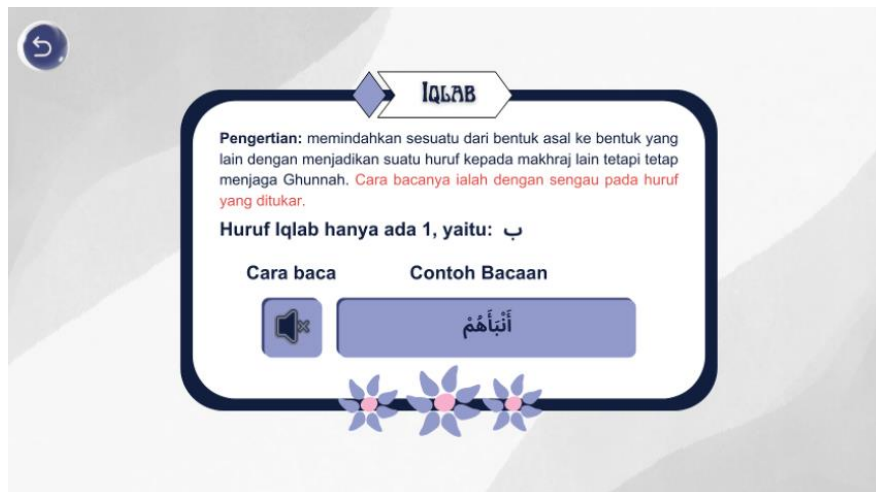 IQLAB
Pengertian: memindahkan sesuatu dari bentuk asal ke bentuk yang
lain dengan menjadikan suatu huruf kepada makhraj lain tetapi tetap
menjaga Ghunnah. Cara bacanya ialah dengan sengau pada huruf
yang ditukar.
Huruf Iqlab hanya ada 1, yaitu: ب
Cara baca Contoh Bacaan
أَنْبَأَهُمْ